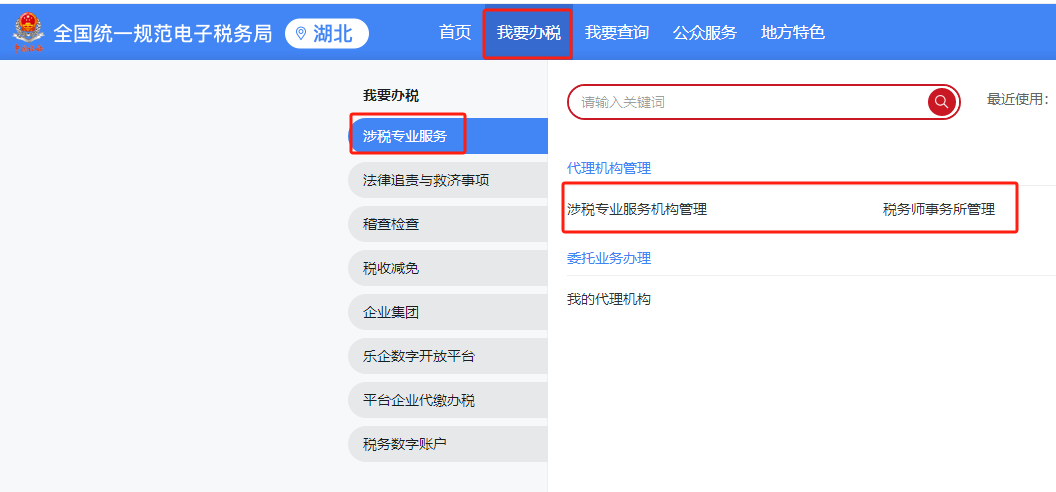 全国统一规范电子税务局 湖北 首页 我要办税 我要查询 公众服务 地方特色
我要办税
请输入关键词 最近使用：
涉税专业服务
代理机构管理
法律追责与救济事项
涉税专业服务机构管理 税务师事务所管理
稽查检查
委托业务办理
税收减免
我的代理机构
企业集团
乐企数字开放平台
平台企业代缴办税
税务数字账户